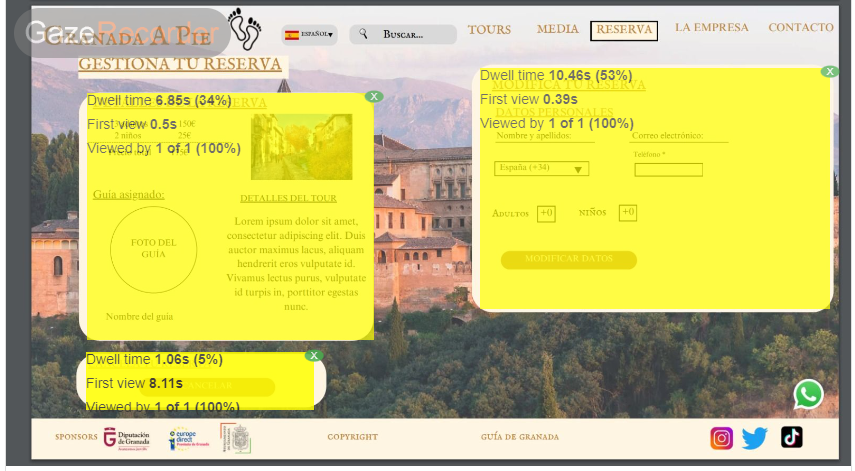 GazeRecorder
GRANADA A PIE
ESPAÑOL
BUSCAR...
TOURS
MEDIA
RESERVA
LA EMPRESA
CONTACTO
GESTIONA TU RESERVA
Dwell time 6.85s (34%)
X
RVA
First view 0.5s
150€
2 niños
25€
Viewed by 1 of 1 (100%)
Guía asignado:
FOTO DEL
GUÍA
Nombre del guía
DETALLES DEL TOUR
Lorem ipsum dolor sit amet,
consectetur adipiscing elit. Duis
auctor maximus lacus, aliquam
hendrerit eros vulputate id.
Vivamus lectus purus, vulputate
id turpis in, porttitor egestas
nunc.
Dwell time 10.46s (53%)
X
MODIFICA TU RESERVA
First view 0.39s
DATOS PERSONALES
Viewed by 1 of 1 (100%)
Nombre y apellidos:
Correo electrónico:
Teléfono *
España (+34)
ADULTOS
+0
NIÑOS
+0
MODIFICAR DATOS
Dwell time 1.06s (5%)
X
First view 8.11s
CANCELAR
Viewed by 1 of 1 (100%)
SPONSORS
Diputación
de Granada
europe
direct
COPYRIGHT
GUÍA DE GRANADA